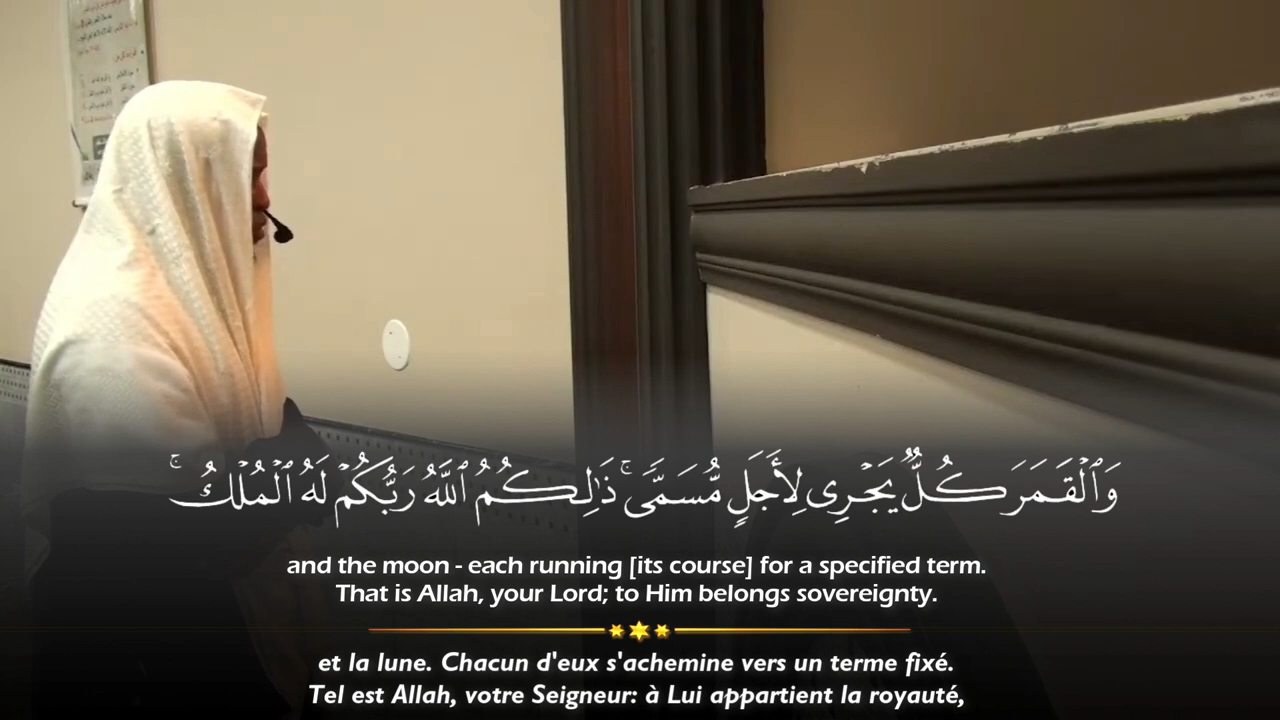 وَٱلْقَمَرَ كُلٌّ يَجْرِى لِأَجَلٍ مُّسَمًّى ۚ ذَٰلِكُمُ ٱللَّهُ رَبُّكُمْ لَهُ ٱلْمُلْكُ ۚ
and the moon - each running [its course] for a specified term.
That is Allah, your Lord; to Him belongs sovereignty.
et la lune. Chacun d'eux s'achemine vers un terme fixé.
Tel est Allah, votre Seigneur: à Lui appartient la royauté,